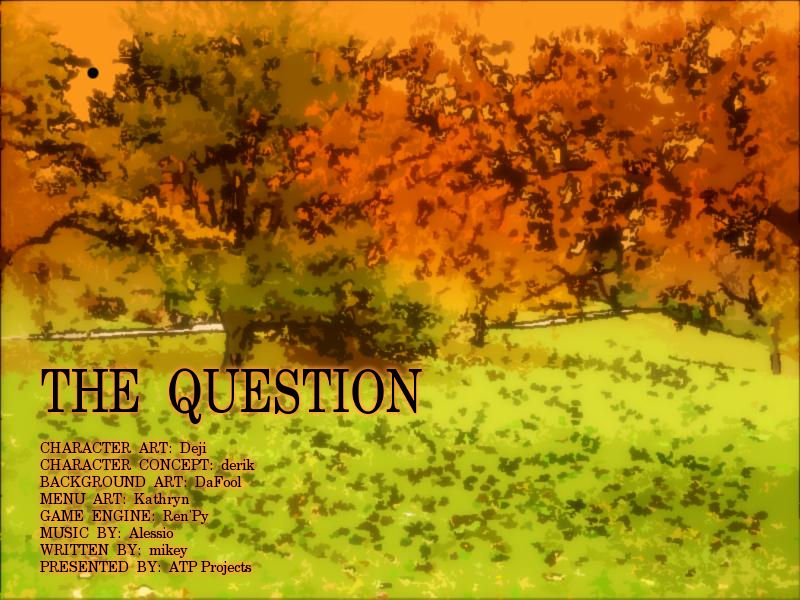 THE QUESTION
CHARACTER ART: Deji
CHARACTER CONCEPT: derik
BACKGROUND ART: DaFool
MENU ART: Kathryn
GAME ENGINE: Ren'Py
MUSIC BY: Alessio
WRITTEN BY: mikey
PRESENTED BY: ATP Projects